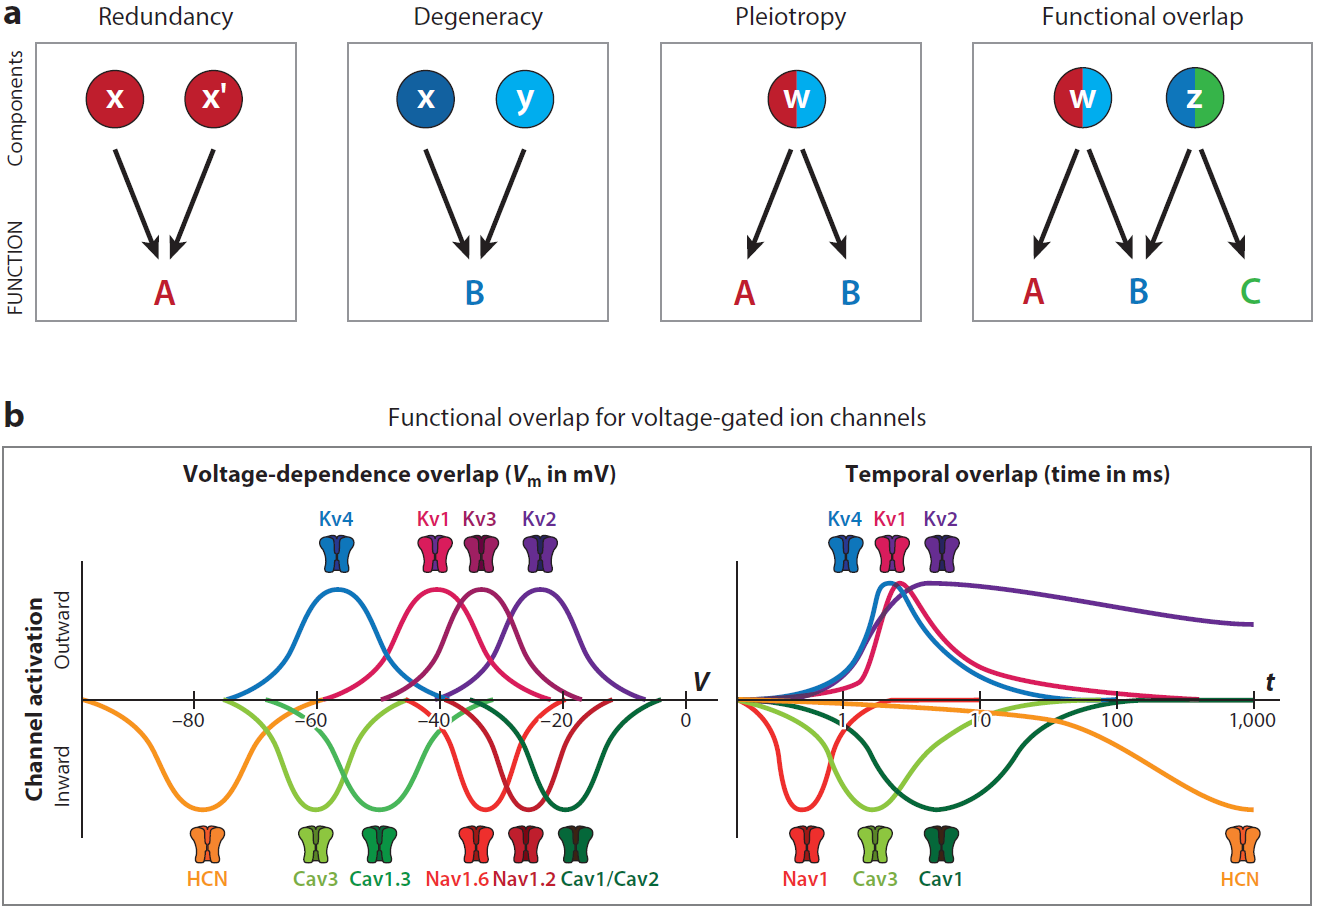 a
Redundancy
Degeneracy
Pleiotropy
Functional overlap
Components
FUNCTION
x
x'
A
x
y
B
w
A
B
w
z
A
B
C
b
Functional overlap for voltage-gated ion channels
Voltage-dependence overlap (Vm in mV)
Channel activation
Outward
Inward
Kv4
Kv1
Kv3
Kv2
V
−80
−60
−40
−20
0
HCN
Cav3
Cav1.3
Nav1.6
Nav1.2
Cav1/Cav2
Temporal overlap (time in ms)
Kv4
Kv1
Kv2
t
1
10
100
1,000
Nav1
Cav3
Cav1
HCN